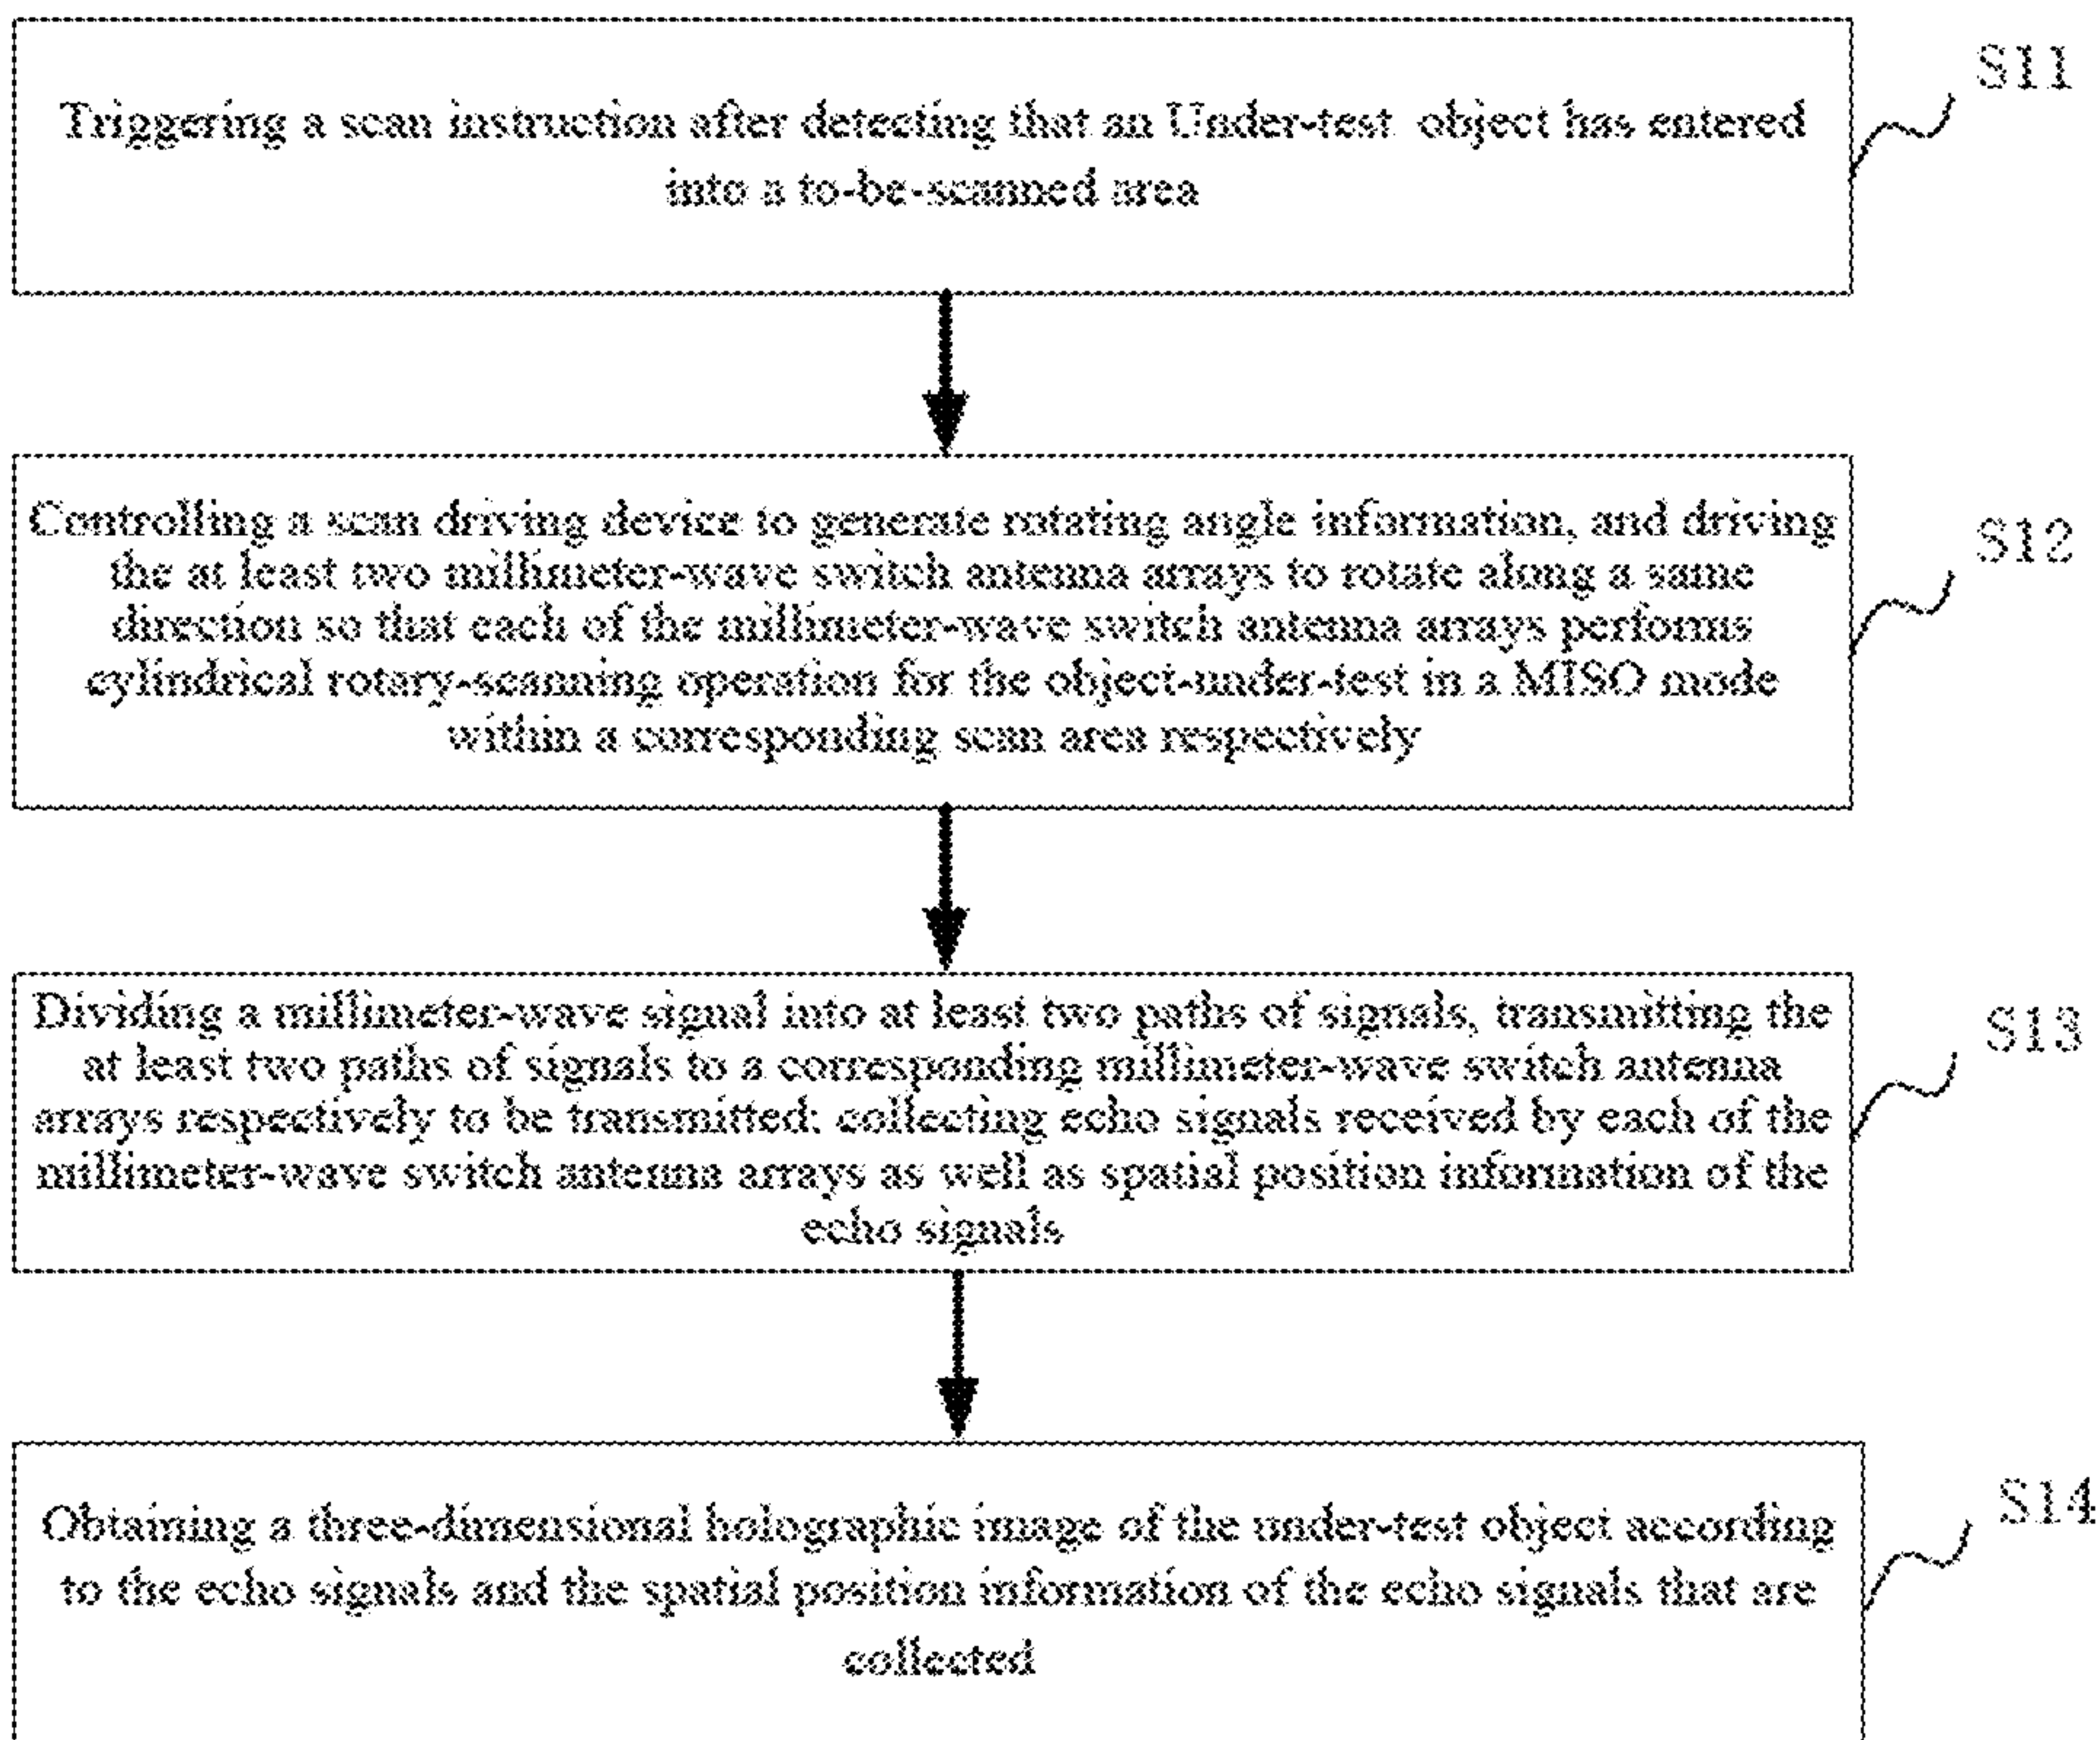 Triggering a scan instruction after detecting that an Under-test object has entered
into a to-be-scanned area
S11
Controlling a scan driving device to generate rotating angle information, and driving
the at least two millimeter-wave switch antenna arrays to rotate along a same
direction so that each of the millimeter-wave switch antenna arrays performs
cylindrical rotary-scanning operation for the object-under-test in a MISO mode
within a corresponding scan area respectively
S12
Dividing a millimeter-wave signal into at least two paths of signals, transmitting the
at least two paths of signals to a corresponding millimeter-wave switch antenna
arrays respectively to be transmitted; collecting echo signals received by each of the
millimeter-wave switch antenna arrays as well as spatial position information of the
echo signals
S13
Obtaining a three-dimensional holographic image of the under-test object according
to the echo signals and the spatial position information of the echo signals that are
collected
S14